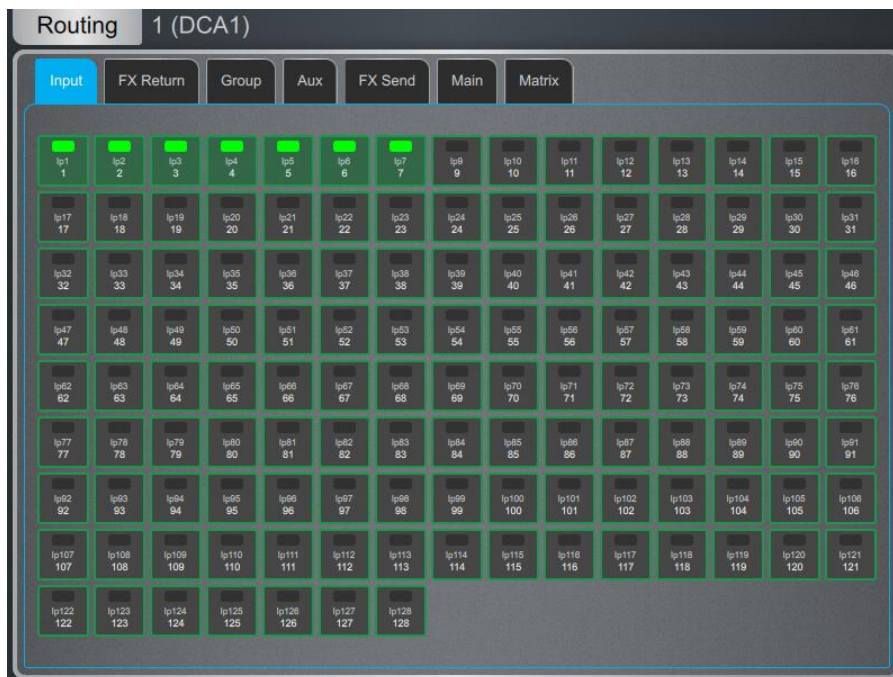 Routing 1 (DCA1)
Input FX Return Group Aux FX Send Main Matrix
Ip1 Ip2 Ip3 Ip4 Ip5 Ip6 Ip7 Ip9 Ip10 Ip11 Ip12 Ip13 Ip14 Ip15 Ip16
1 2 3 4 5 6 7 9 10 11 12 13 14 15 16
Ip17 Ip18 Ip19 Ip20 Ip21 Ip22 Ip23 Ip24 Ip25 Ip26 Ip27 Ip28 Ip29 Ip30 Ip31
17 18 19 20 21 22 23 24 25 26 27 28 29 30 31
Ip32 Ip33 Ip34 Ip35 Ip36 Ip37 Ip38 Ip39 Ip40 Ip41 Ip42 Ip43 Ip44 Ip45 Ip46
32 33 34 35 36 37 38 39 40 41 42 43 44 45 46
Ip47 Ip48 Ip49 Ip50 Ip51 Ip52 Ip53 Ip54 Ip55 Ip56 Ip57 Ip58 Ip59 Ip60 Ip61
47 48 49 50 51 52 53 54 55 56 57 58 59 60 61
Ip62 Ip63 Ip64 Ip65 Ip66 Ip67 Ip68 Ip69 Ip70 Ip71 Ip72 Ip73 Ip74 Ip75 Ip76
62 63 64 65 66 67 68 69 70 71 72 73 74 75 76
Ip77 Ip78 Ip79 Ip80 Ip81 Ip82 Ip83 Ip84 Ip85 Ip86 Ip87 Ip88 Ip89 Ip90 Ip91
77 78 79 80 81 82 83 84 85 86 87 88 89 90 91
Ip92 Ip93 Ip94 Ip95 Ip96 Ip97 Ip98 Ip99 Ip100 Ip101 Ip102 Ip103 Ip104 Ip105 Ip106
92 93 94 95 96 97 98 99 100 101 102 103 104 105 106
Ip107 Ip108 Ip109 Ip110 Ip111 Ip112 Ip113 Ip114 Ip115 Ip116 Ip117 Ip118 Ip119 Ip120 Ip121
107 108 109 110 111 112 113 114 115 116 117 118 119 120 121
Ip122 Ip123 Ip124 Ip125 Ip126 Ip127 Ip128
122 123 124 125 126 127 128